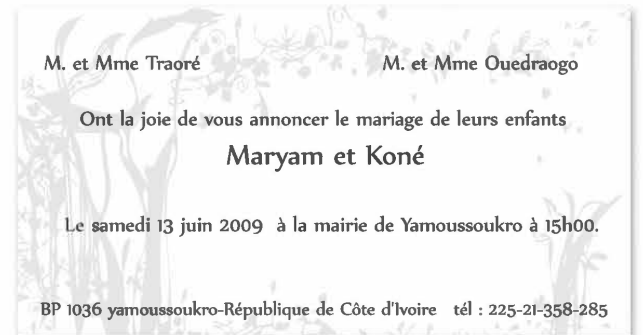 M. et Mme Traoré M. et Mme Ouedraogo
Ont la joie de vous annoncer le mariage de leurs enfants
Maryam et Koné
Le samedi 13 juin 2009 à la mairie de Yamoussoukro à 15h00.
BP 1036 yamoussoukro-République de Côte d'Ivoire tél : 225-21-358-285